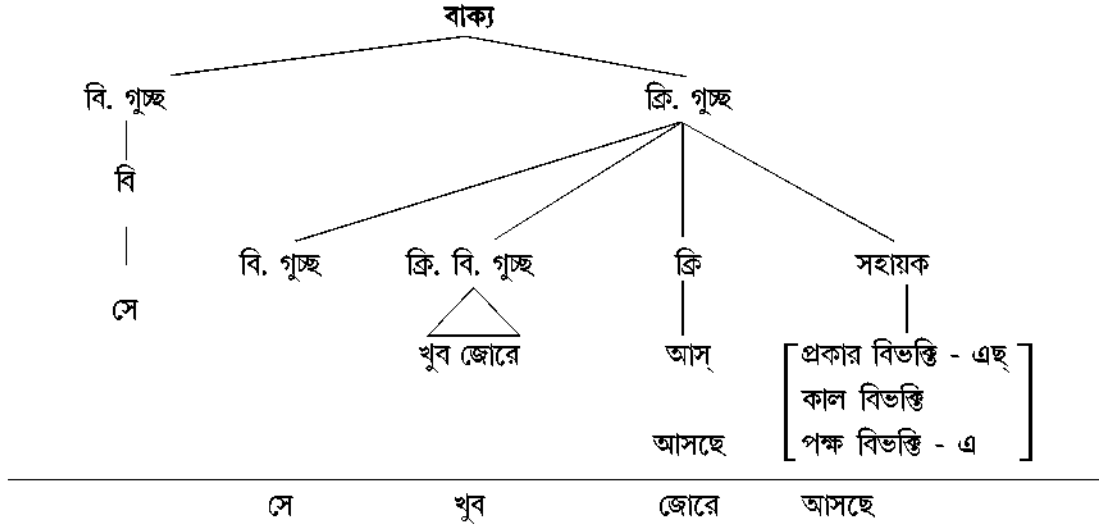 বাক্য
বি. গুচ্ছ ক্রি. গুচ্ছ
বি
বি. গুচ্ছ ক্রি. বি. গুচ্ছ ক্রি সহায়ক
সে
খুব জোরে আস্ প্রকার বিভক্তি - এছ্
কাল বিভক্তি
আসছে পক্ষ বিভক্তি - এ
সে খুব জোরে আসছে